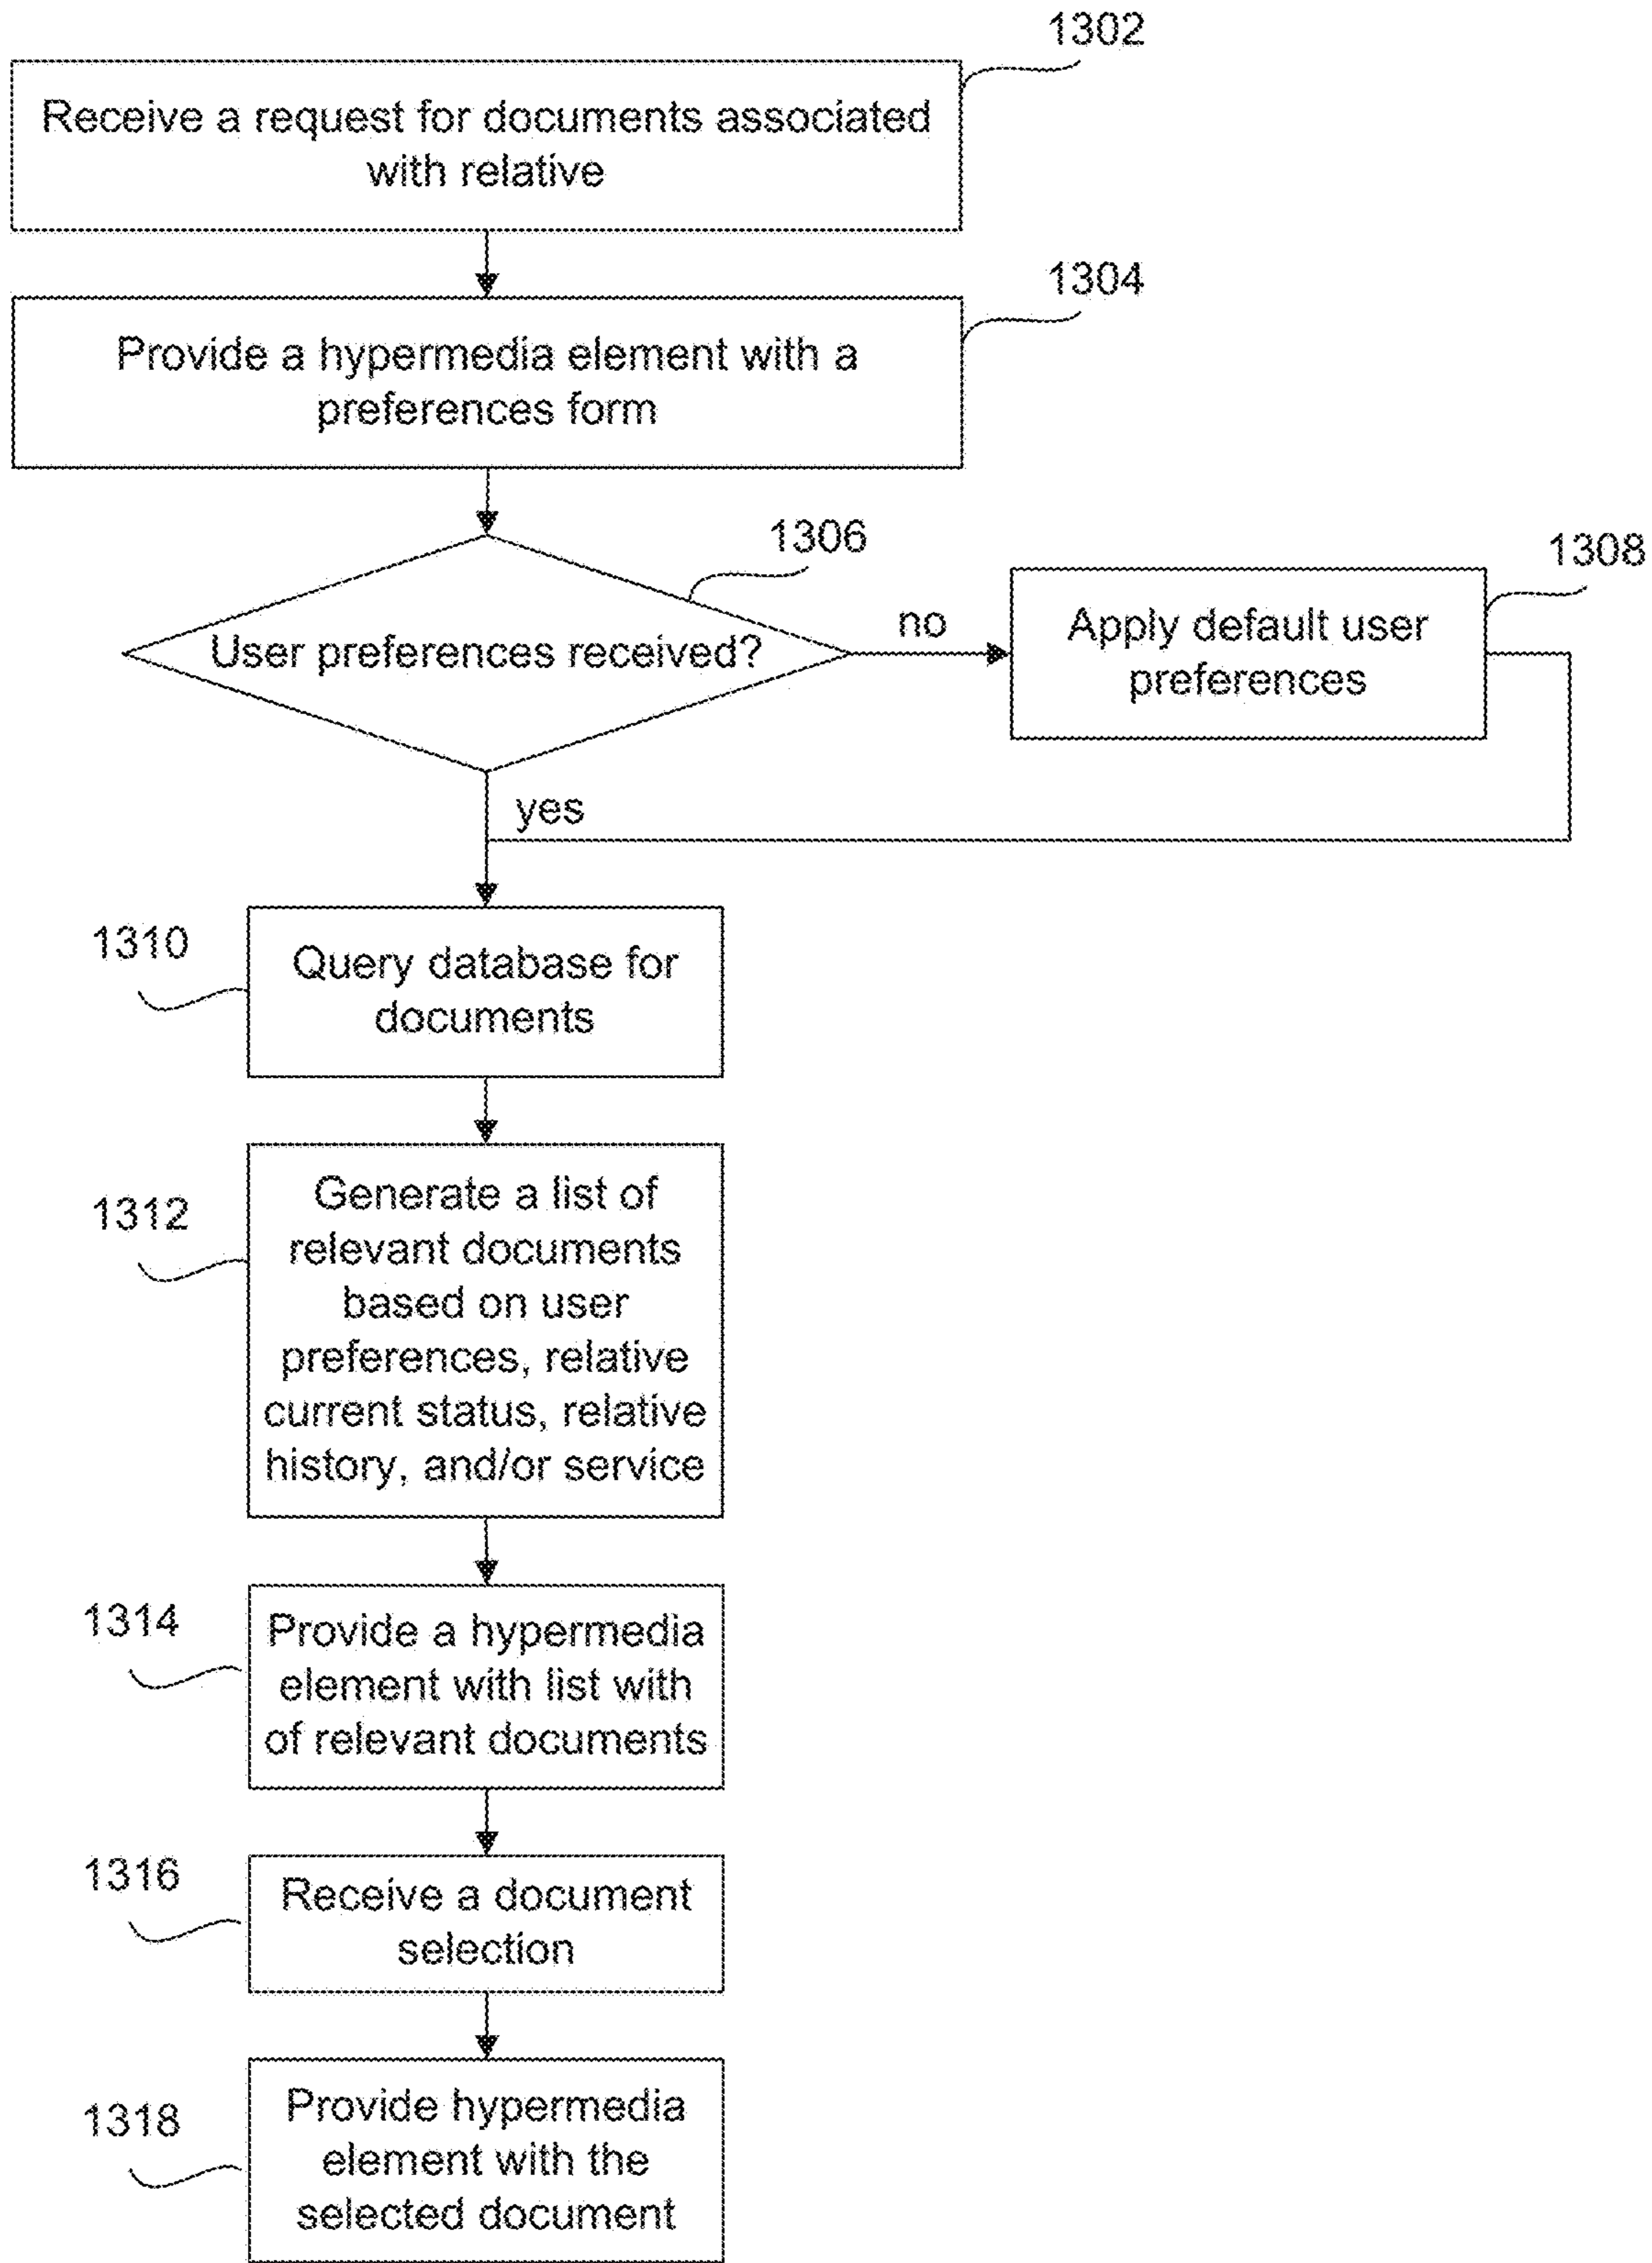 1302
Receive a request for documents associated
with relative
1304
Provide a hypermedia element with a
preferences form
1306
User preferences received?
no
1308
Apply default user
preferences
yes
1310
Query database for
documents
1312
Generate a list of
relevant documents
based on user
preferences, relative
current status, relative
history, and/or service
1314
Provide a hypermedia
element with list with
of relevant documents
1316
Receive a document
selection
1318
Provide hypermedia
element with the
selected document